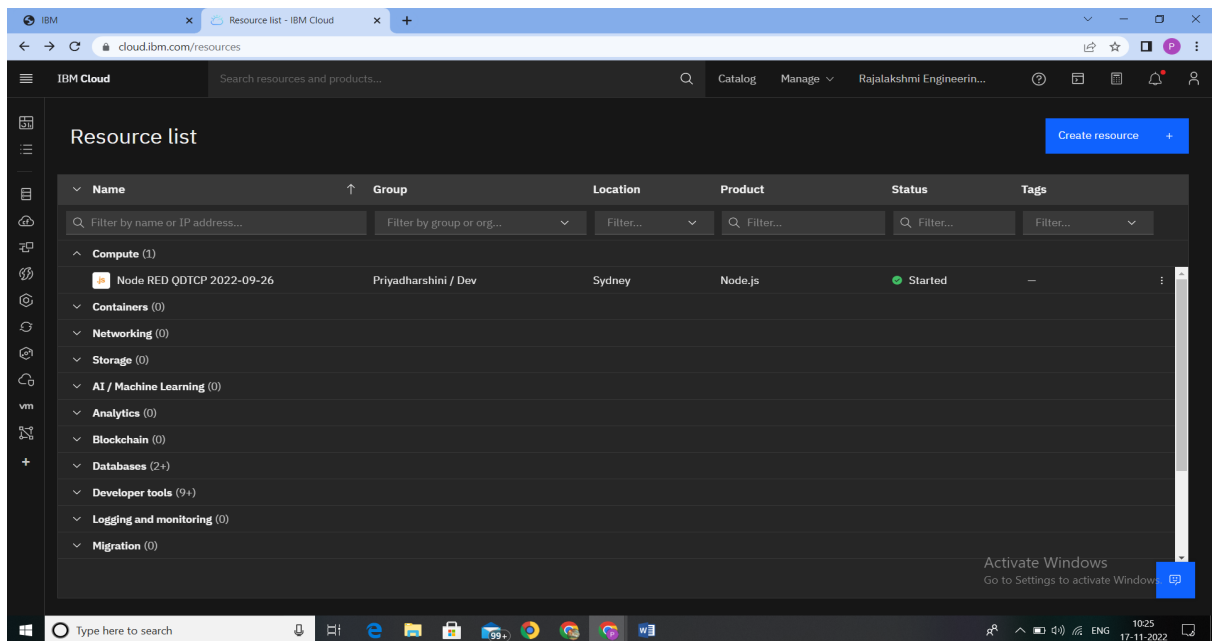 IBM
Resource list - IBM Cloud
cloud.ibm.com/resources
P
IBM Cloud
Search resources and products...
Catalog
Manage
Rajalakshmi Engineerin...
Resource list
Create resource +
Name Group Location Product Status Tags
Filter by name or IP address... Filter by group or org... Filter... Filter... Filter... Filter...
Compute (1)
JS Node RED QDTCP 2022-09-26 Priyadharshini / Dev Sydney Node.js Started —
Containers (0)
Networking (0)
Storage (0)
AI / Machine Learning (0)
vm
Analytics (0)
Blockchain (0)
Databases (2+)
Developer tools (9+)
Logging and monitoring (0)
Migration (0)
Activate Windows
Go to Settings to activate Windows.
Type here to search
99+
ENG
10:25
17-11-2022